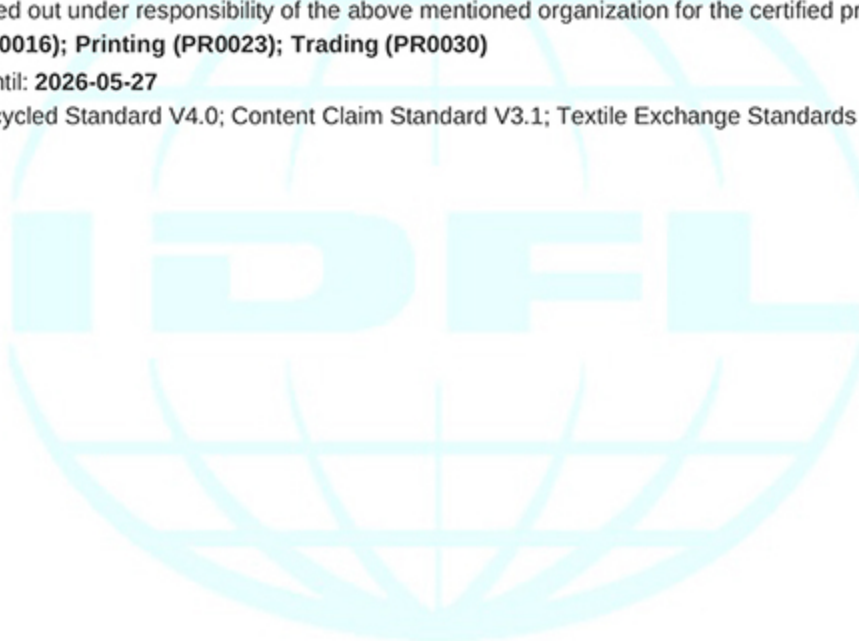 ed out under responsibility of the above mentioned organization for the certified pr
0016); Printing (PR0023); Trading (PR0030)
ntil: 2026-05-27
cycled Standard V4.0; Content Claim Standard V3.1; Textile Exchange Standards
IDFL